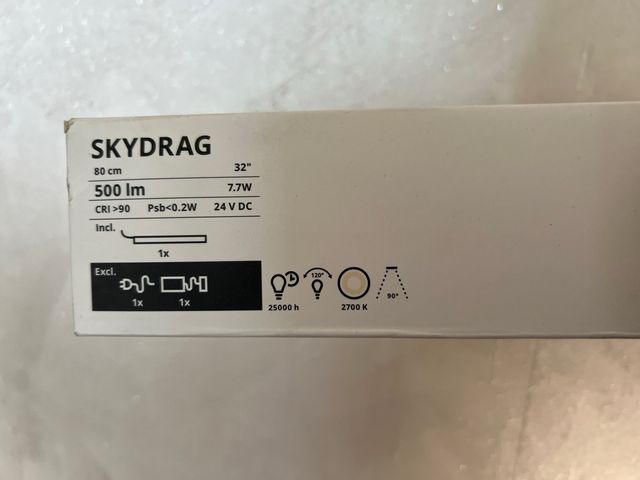 SKYDRAG
80 cm 32"
500 lm 7.7W
CRI >90 Psb<0.2W 24 V DC
Incl.
1x
Excl.
1x 1x
25000 h 120° 2700 K 90°